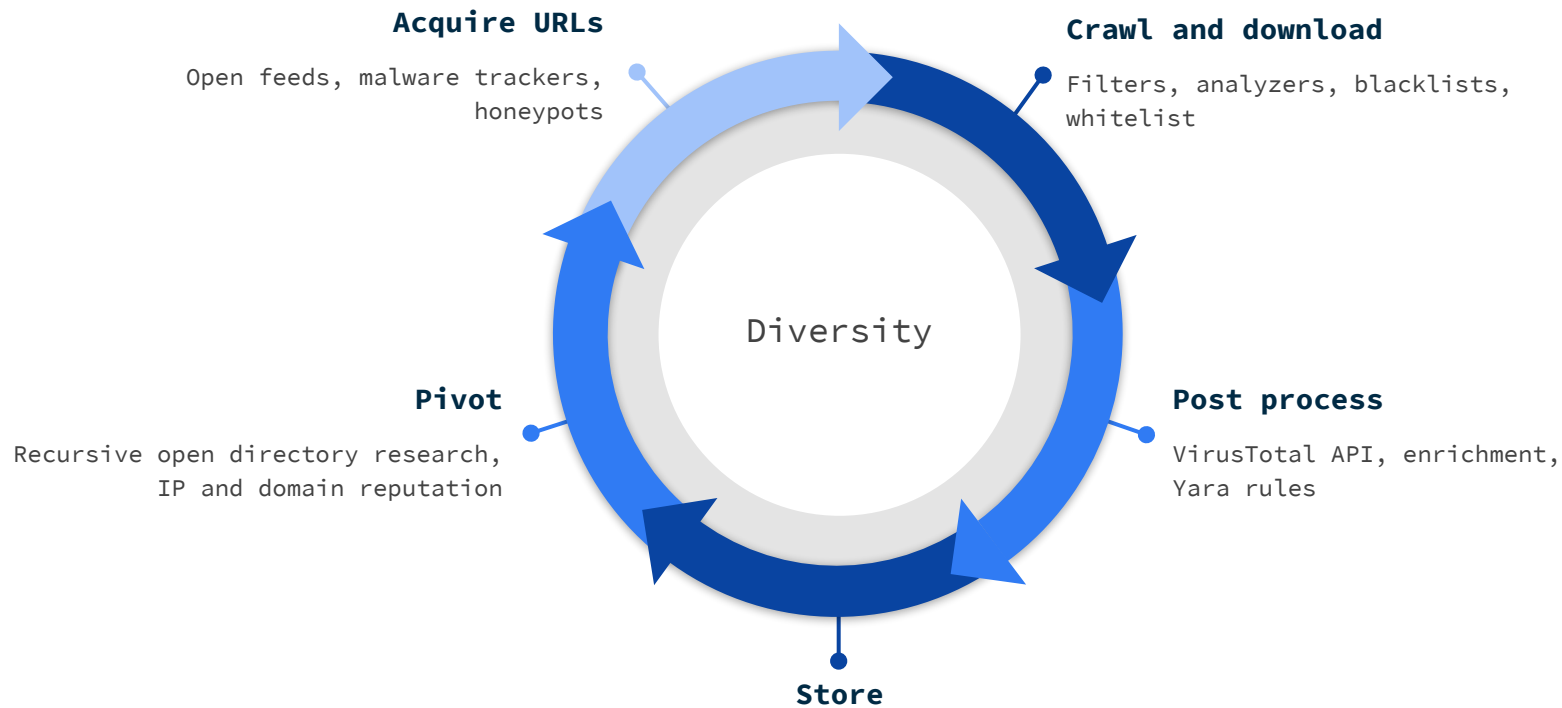 Acquire URLs
Open feeds, malware trackers,
honeypots
Crawl and download
Filters, analyzers, blacklists,
whitelist
Diversity
Post process
VirusTotal API, enrichment,
Yara rules
Store
Pivot
Recursive open directory research,
IP and domain reputation